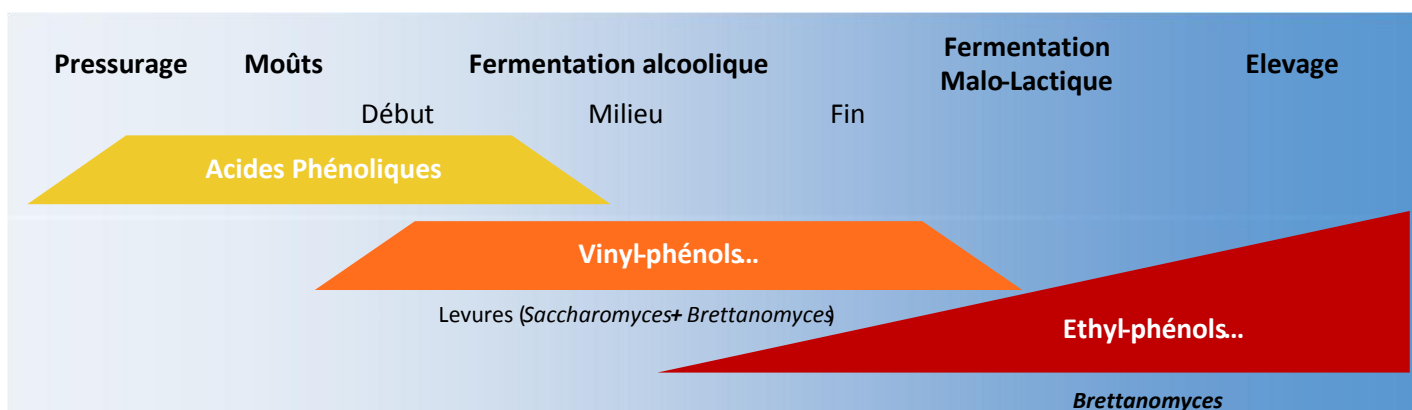 Pressurage Moûts Fermentation alcoolique Fermentation Malo-Lactique Elevage
Début Milieu Fin
Acides Phénoliques
Vinyl-phénols...
Levures (Saccharomyces+ Brettanomyces)
Ethyl-phénols...
Brettanomyces